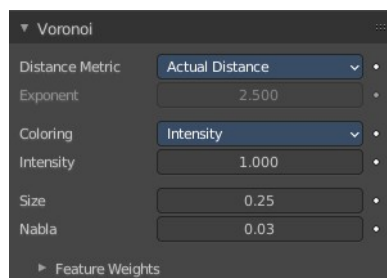 Voronoi
Distance Metric Actual Distance
Exponent 2.500
Coloring Intensity
Intensity 1.000
Size 0.25
Nabla 0.03
Feature Weights